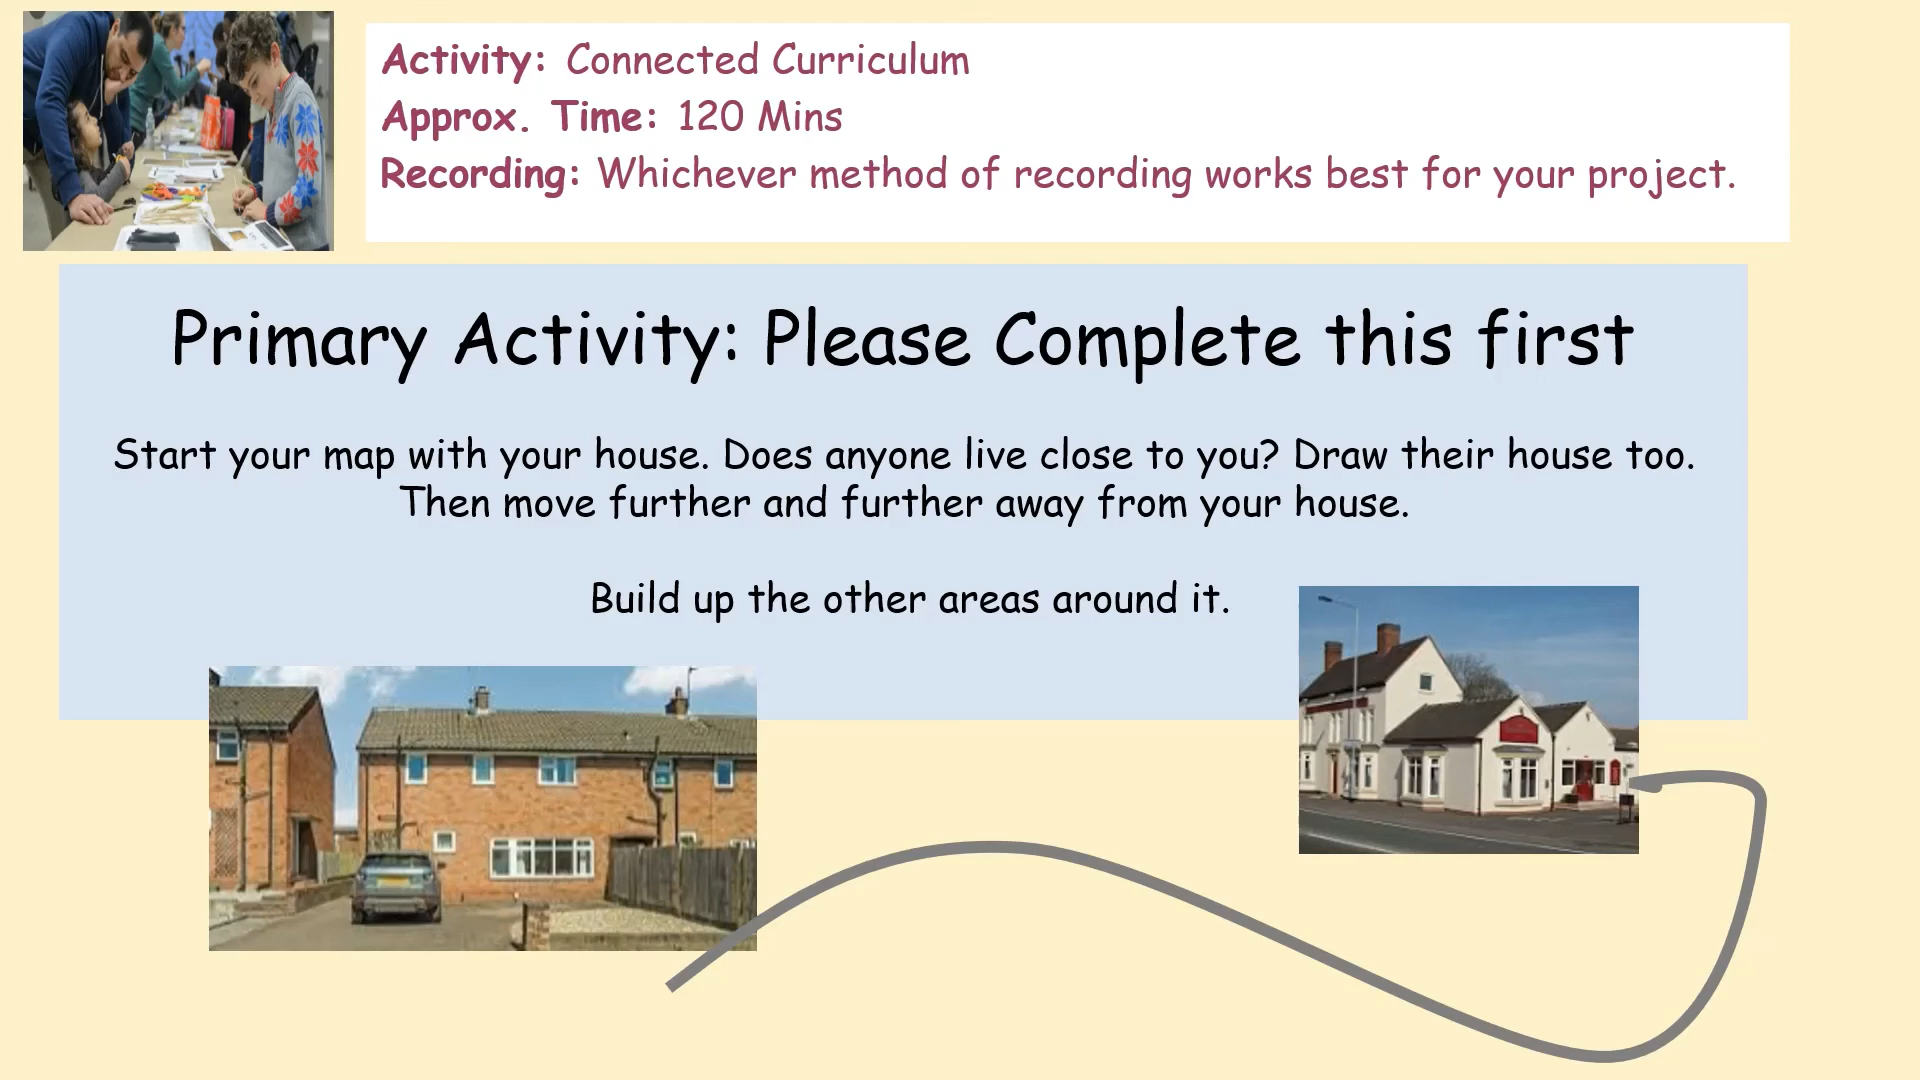 Activity: Connected Curriculum
Approx. Time: 120 Mins
Recording: Whichever method of recording works best for your project.
Primary Activity: Please Complete this first
Start your map with your house. Does anyone live close to you? Draw their house too.
Then move further and further away from your house.
Build up the other areas around it.